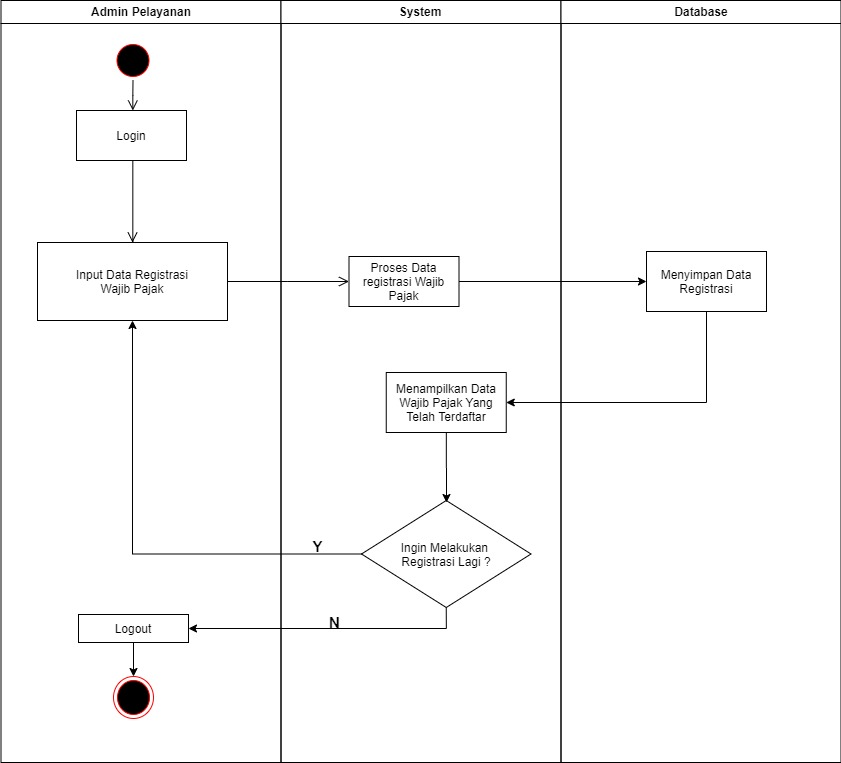 Admin Pelayanan
System
Database
Login
Input Data Registrasi
Wajib Pajak
Proses Data
registrasi Wajib
Pajak
Menyimpan Data
Registrasi
Menampilkan Data
Wajib Pajak Yang
Telah Terdaftar
Y
Ingin Melakukan
Registrasi Lagi ?
N
Logout